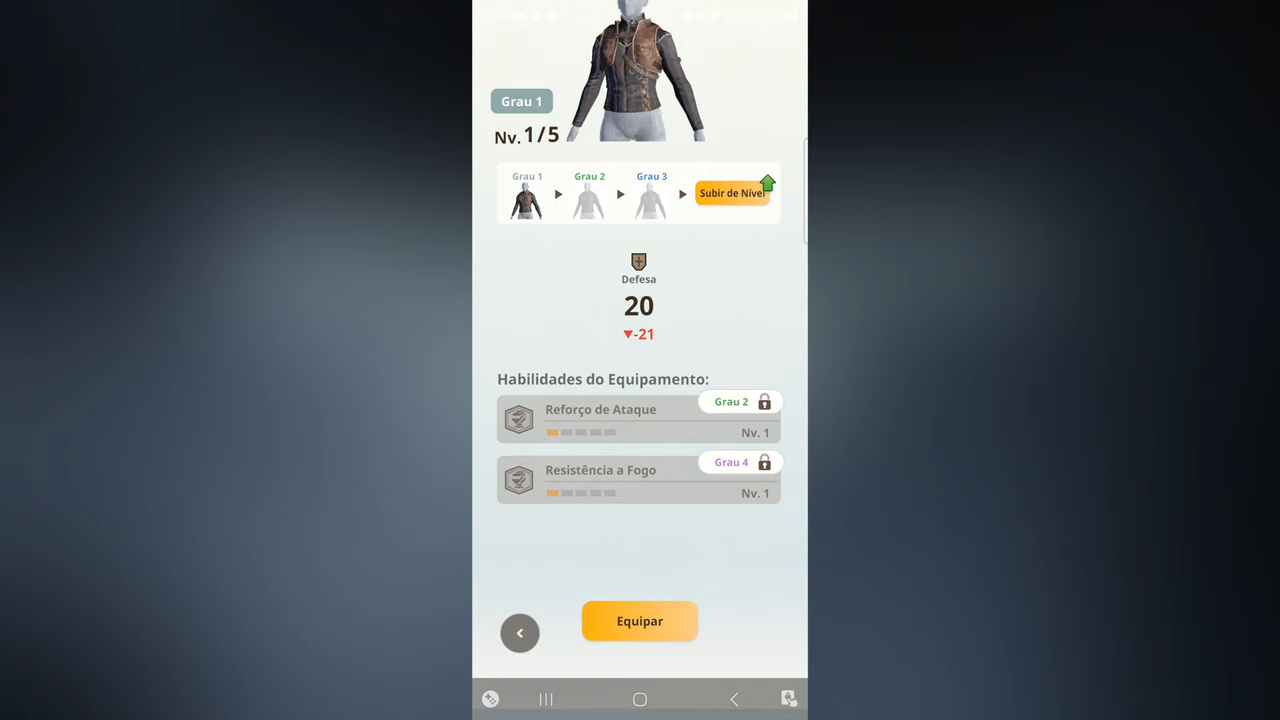 Grau 1
Nv. 1/5
Grau 1
Grau 2
Grau 3
Subir de Nível
Defesa
20
▼-21
Habilidades do Equipamento:
Grau 2
Reforço de Ataque
Nv. 1
Grau 4
Resistência a Fogo
Nv. 1
Equipar